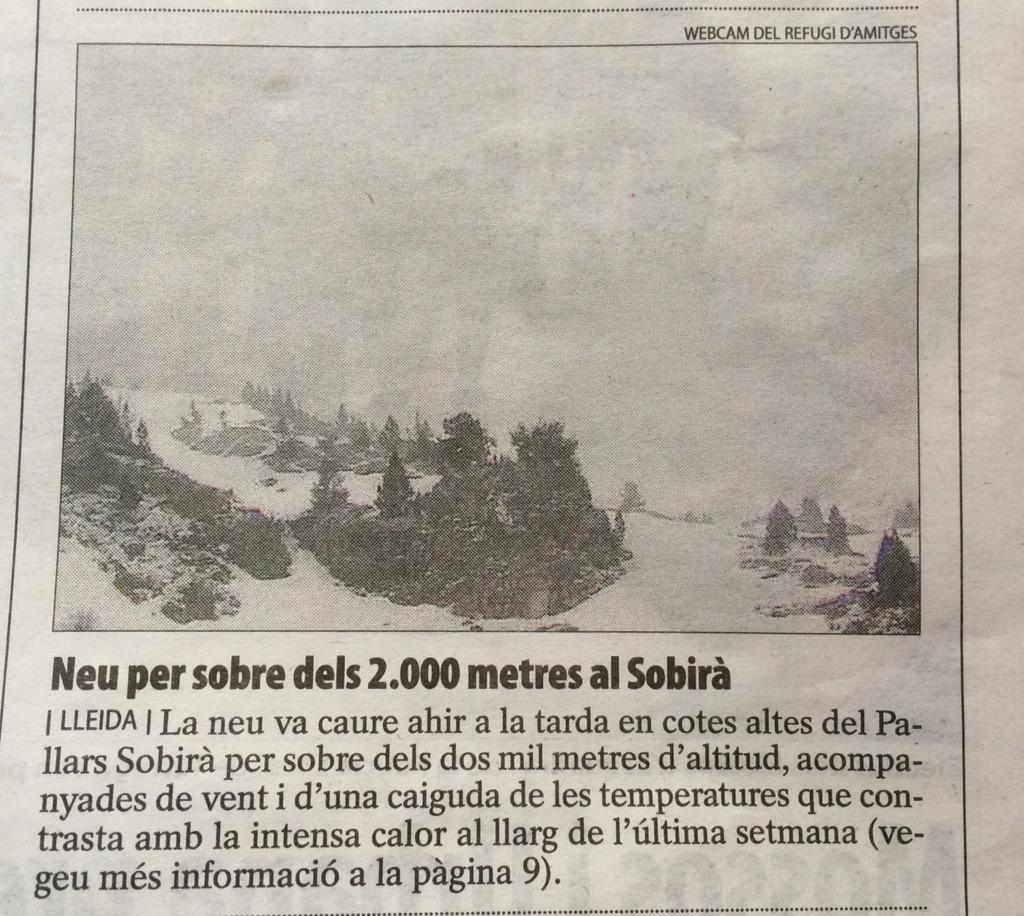 WEBCAM DEL REFUGI D'AMITGES
Neu per sobre dels 2.000 metres al Sobirà
| LLEIDA | La neu va caure ahir a la tarda en cotes altes del Pa-
llars Sobirà per sobre dels dos mil metres d'altitud, acompa-
nyades de vent i d'una caiguda de les temperatures que con-
trasta amb la intensa calor al llarg de l'última setmana (ve-
geu més informació a la pàgina 9).